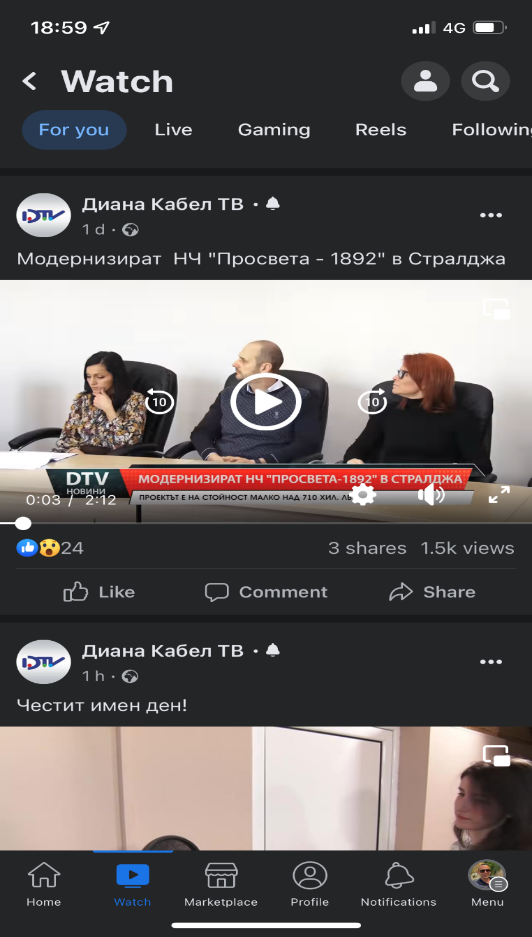 18:59
4G
Watch
For you
Live
Gaming
Reels
Following
DTV
Диана Кабел ТВ ·
1 d ·
Модернизират НЧ "Просвета - 1892" в Стралджа
10
10
DTV
НОВИНИ
МОДЕРНИЗИРАТ НЧ "ПРОСВЕТА-1892" В СТРАЛДЖА
ПРОЕКТЪТ Е НА СТОЙНОСТ МАЛКО НАД 710 ХИЛ.
0:03 / 2:12
24
3 shares 1.5k views
Like
Comment
Share
DTV
Диана Кабел ТВ ·
1 h ·
Честит имен ден!
Home
Watch
Marketplace
Profile
Notifications
Menu